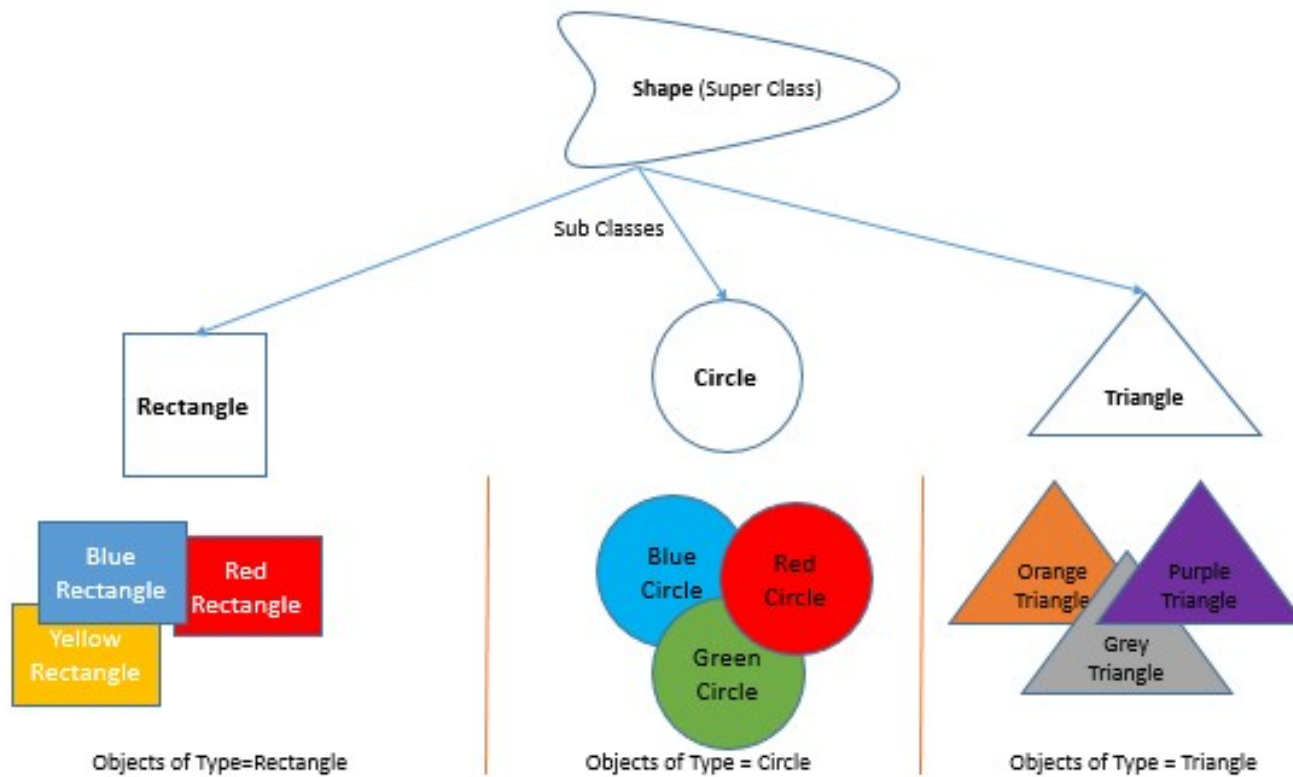 Shape (Super Class)
Sub Classes
Rectangle
Circle
Triangle
Blue
Rectangle
Red
Rectangle
Yellow
Rectangle
Blue
Circle
Red
Circle
Green
Circle
Orange
Triangle
Purple
Triangle
Grey
Triangle
Objects of Type=Rectangle
Objects of Type = Circle
Objects of Type = Triangle